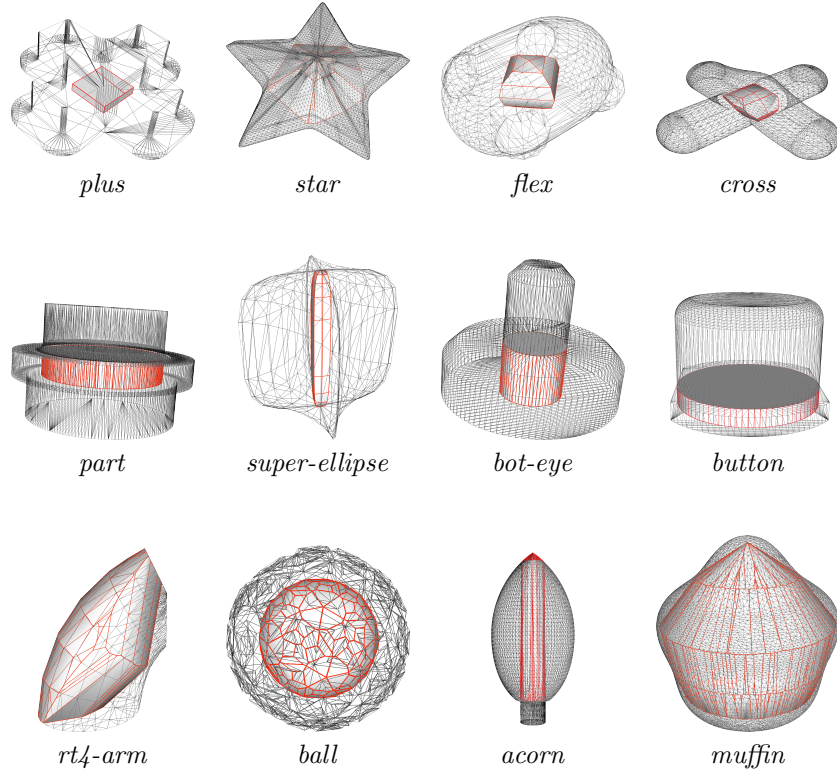 plus star flex cross
part super-ellipse bot-eye button
rt4-arm ball acorn muffin